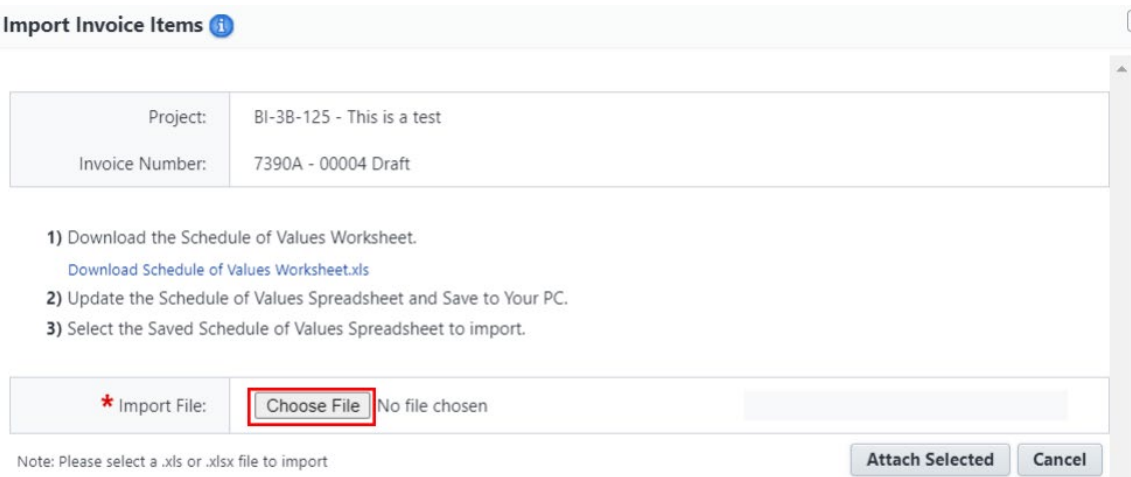 Import Invoice Items
Project: BI-3B-125 - This is a test
Invoice Number: 7390A - 00004 Draft
1) Download the Schedule of Values Worksheet.
Download Schedule of Values Worksheet.xls
2) Update the Schedule of Values Spreadsheet and Save to Your PC.
3) Select the Saved Schedule of Values Spreadsheet to import.
* Import File: Choose File No file chosen
Note: Please select a .xls or .xlsx file to import Attach Selected Cancel